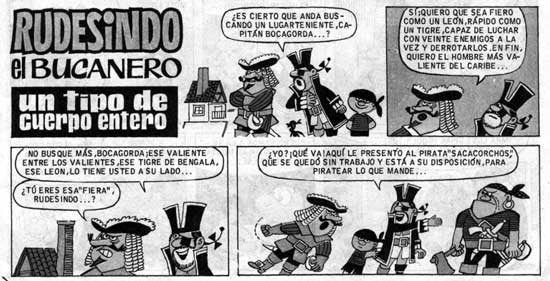 RUDESiNDO
el BUCANERO
un tipo de
cuerpo entero
¿ES CIERTO QUE ANDA BUS-
CANDO UN LUGARTENIENTE, CA-
PITÁN BOCAGORDA...?
SÍ; QUIERO QUE SEA FIERO
COMO UN LEÓN, RÁPIDO COMO
UN TIGRE, CAPAZ DE LUCHAR
CON VEINTE ENEMIGOS A LA
VEZ Y DERROTARLOS. EN FIN,
QUIERO EL HOMBRE MÁS VA-
LIENTE DEL CARIBE...
NO BUSQUE MÁS, BOCAGORDA; ESE VALIENTE
ENTRE LOS VALIENTES, ESE TIGRE DE BENGALA,
ESE LEON, LO TIENE USTED A SU LADO...
¿TÚ ERES ESA "FIERA",
RUDESINDO...?
¿YO? ¡QUÉ VA! AQUÍ LE PRESENTO AL PIRATA "SACACORCHOS",
QUE SE QUEDÓ SIN TRABAJO Y ESTÁ A SU DISPOSICIÓN, PARA
PIRATEAR LO QUE MANDE...